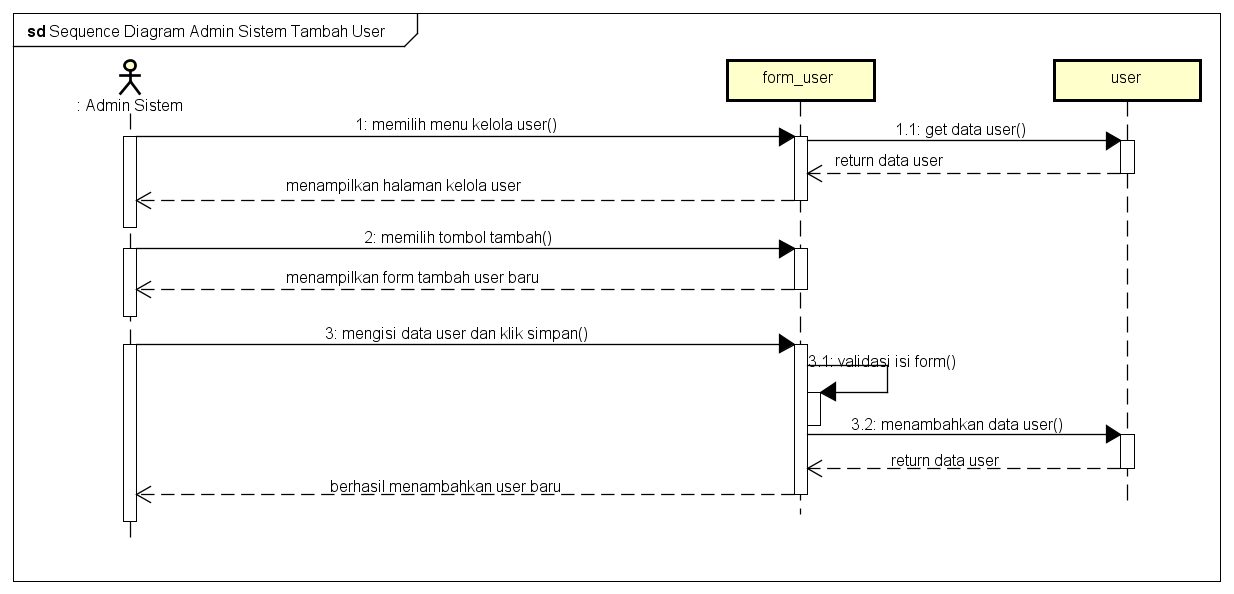 sd Sequence Diagram Admin Sistem Tambah User
: Admin Sistem
form_user
user
1: memilih menu kelola user()
1.1: get data user()
return data user
menampilkan halaman kelola user
2: memilih tombol tambah()
menampilkan form tambah user baru
3: mengisi data user dan klik simpan()
3.1: validasi isi form()
3.2: menambahkan data user()
return data user
berhasil menambahkan user baru